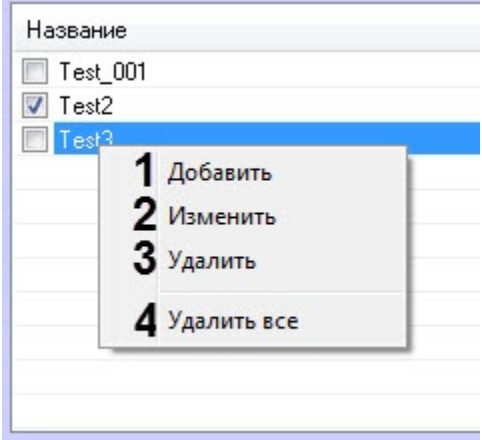 Название
Test_001
Test2
Test3
1 Добавить
2 Изменить
3 Удалить
4 Удалить все